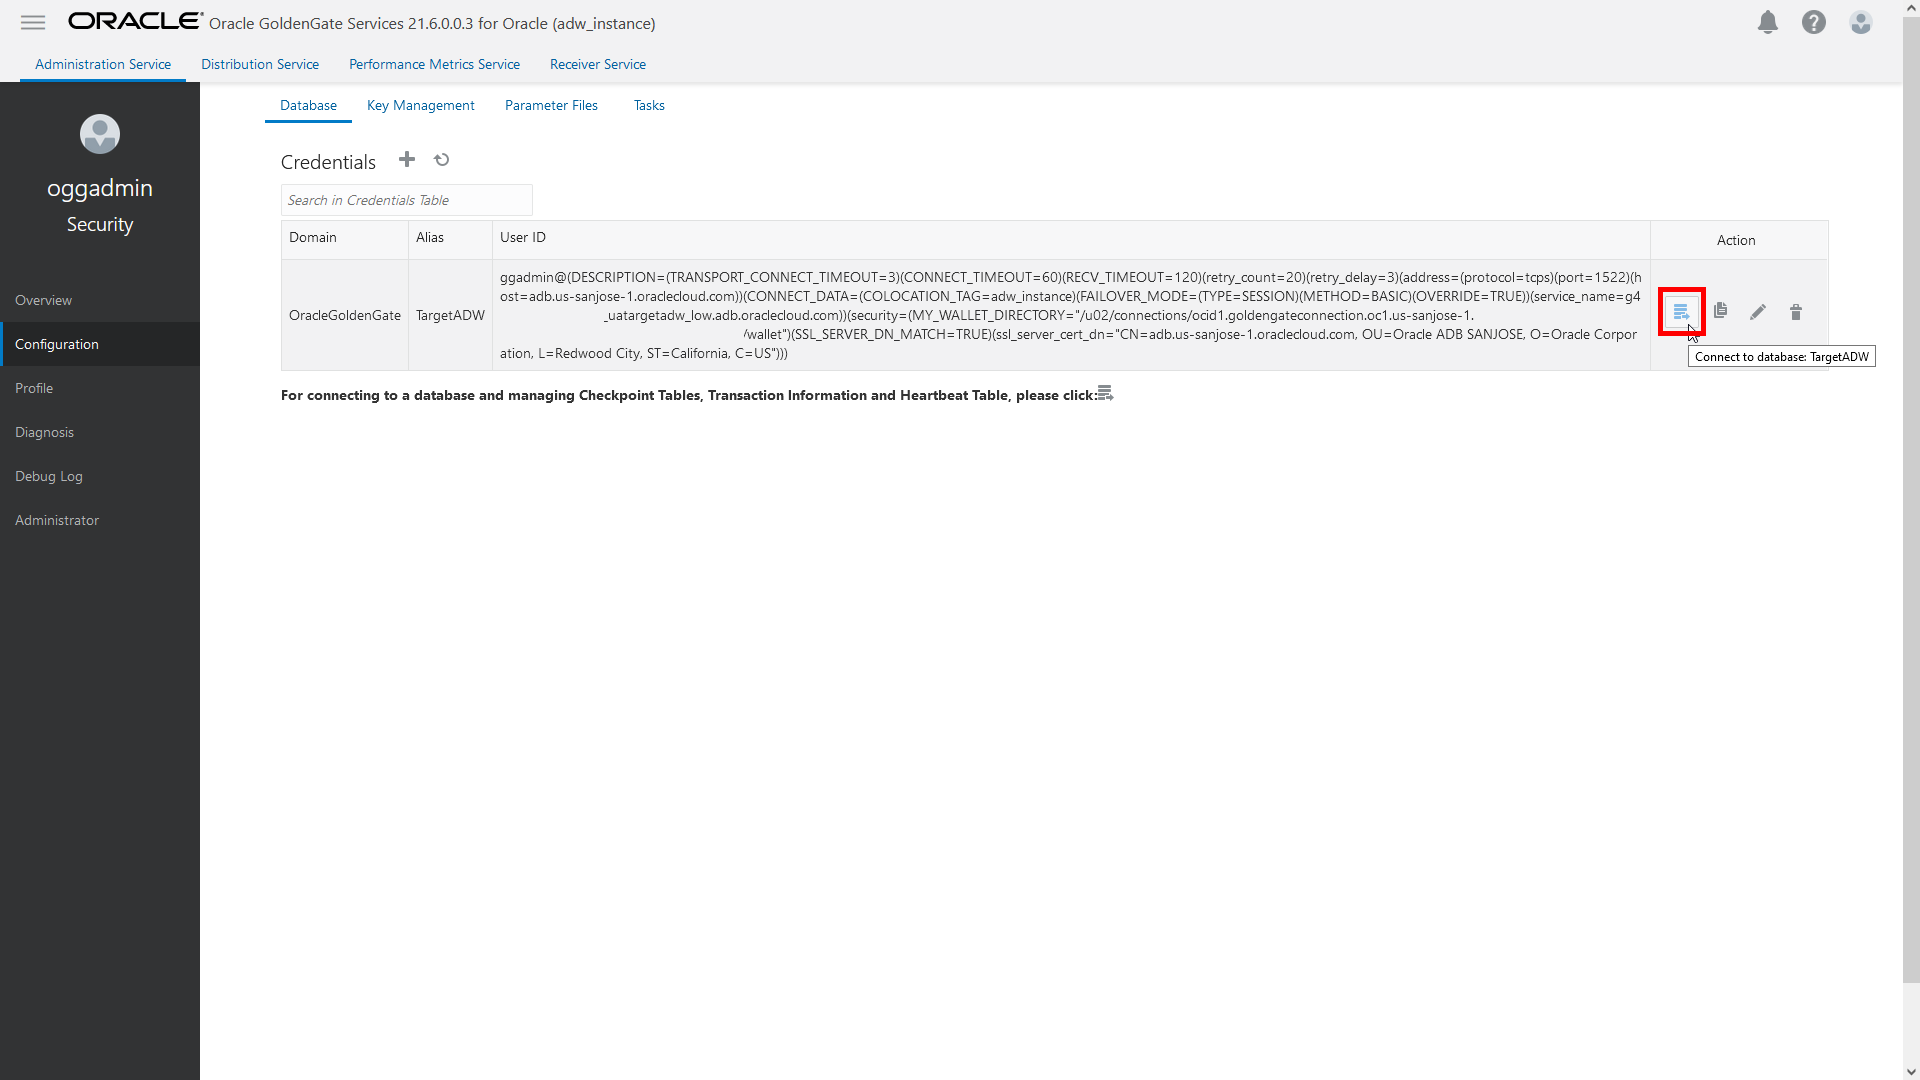 ORACLE Oracle GoldenGate Services 21.6.0.0.3 for Oracle (adw_instance)
Administration Service Distribution Service Performance Metrics Service Receiver Service
oggadmin
Security
Overview
Configuration
Profile
Diagnosis
Debug Log
Administrator
Database Key Management Parameter Files Tasks
Credentials
Search in Credentials Table
Domain Alias User ID Action
OracleGoldenGate TargetADW
ggadmin@(DESCRIPTION=(TRANSPORT_CONNECT_TIMEOUT=3)(CONNECT_TIMEOUT=60)(RECV_TIMEOUT=120)(retry_count=20)(retry_delay=3)(address=(protocol=tcps)(port=1522)(h
ost=adb.us-sanjose-1.oraclecloud.com))(CONNECT_DATA=(COLOCATION_TAG=adw_instance)(FAILOVER_MODE=(TYPE=SESSION)(METHOD=BASIC)(OVERRIDE=TRUE))(service_name=g4
_uatargetadw_low.adb.oraclecloud.com))(security=(MY_WALLET_DIRECTORY="/u02/connections/ocid1.goldengateconnection.oc1.us-sanjose-1.
/wallet")(SSL_SERVER_DN_MATCH=TRUE)(ssl_server_cert_dn="CN=adb.us-sanjose-1.oraclecloud.com, OU=Oracle ADB SANJOSE, O=Oracle Corpor
ation, L=Redwood City, ST=California, C=US")))
Connect to database: TargetADW
For connecting to a database and managing Checkpoint Tables, Transaction Information and Heartbeat Table, please click: